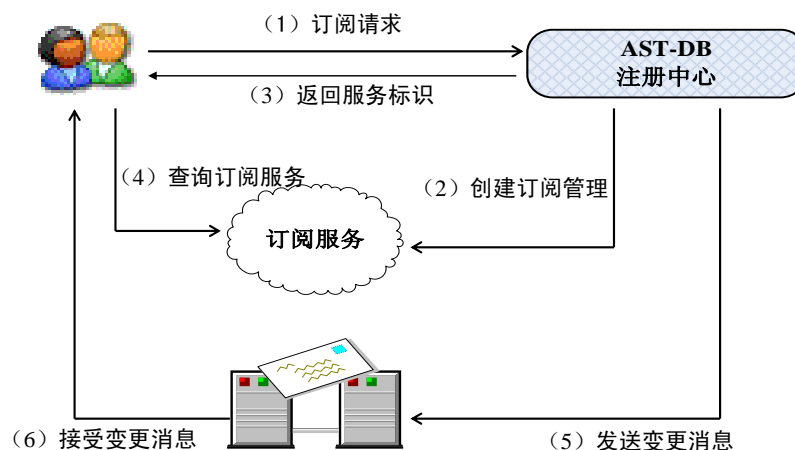 （1）订阅请求
AST-DB
注册中心
（3）返回服务标识
（4）查询订阅服务
（2）创建订阅管理
订阅服务
（6）接受变更消息
（5）发送变更消息